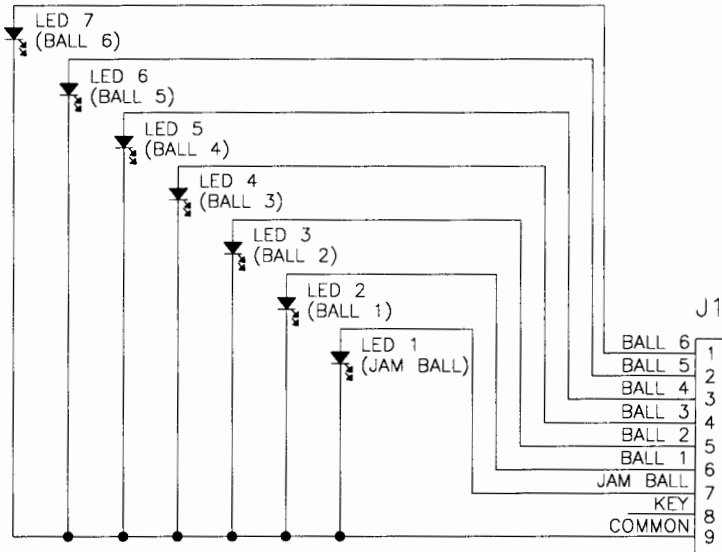 LED 7
(BALL 6)
LED 6
(BALL 5)
LED 5
(BALL 4)
LED 4
(BALL 3)
LED 3
(BALL 2)
LED 2
(BALL 1)
LED 1
(JAM BALL)
J1
BALL 6 1
BALL 5 2
BALL 4 3
BALL 3 4
BALL 2 5
BALL 1 6
JAM BALL 7
KEY 8
COMMON 9